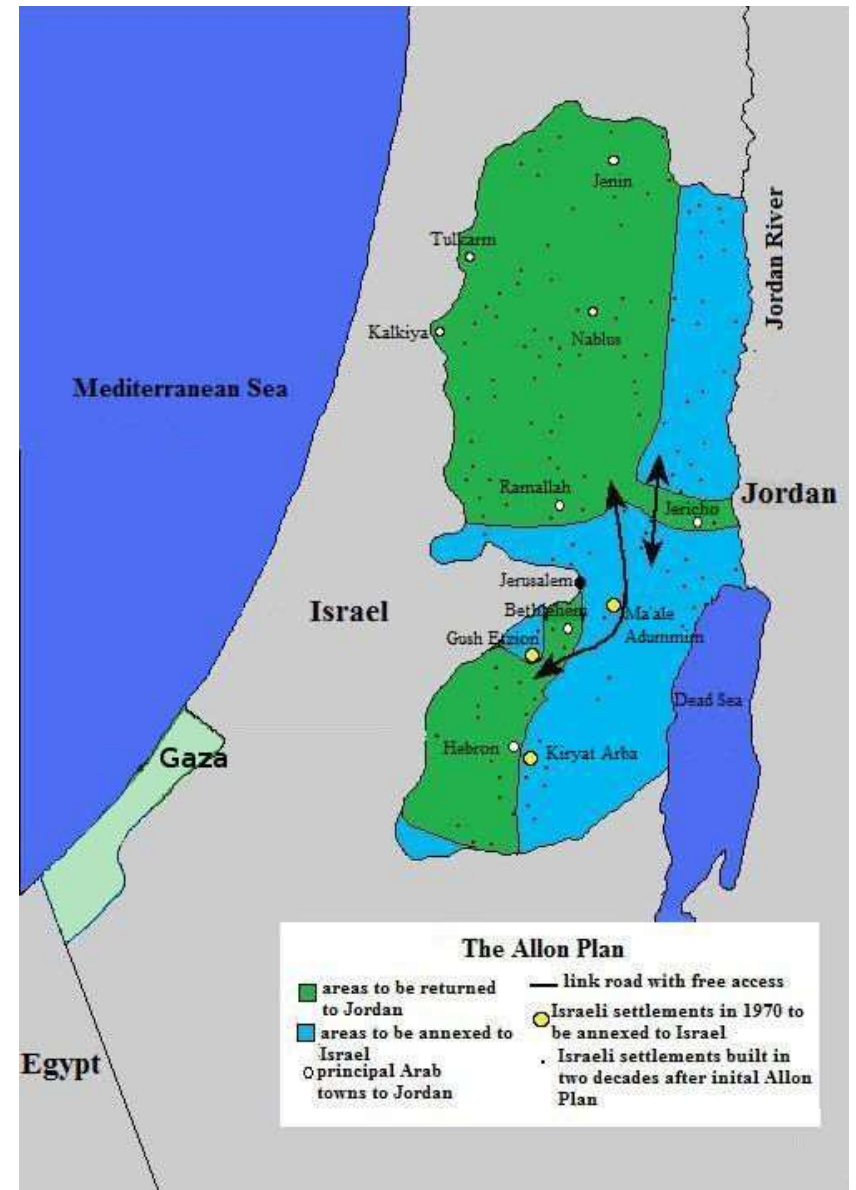 Jenin
Tulkarm
Jordan River
Kalkiya
Nablus
Mediterranean Sea
Ramallah
Jericho
Jordan
Jerusalem
Israel
Bethlehem
Ma'ale
Adummim
Gush Etzion
Dead Sea
Gaza
Hebron
Kiryat Arba
The Allon Plan
areas to be returned
to Jordan
areas to be annexed to
Israel
principal Arab
towns to Jordan
link road with free access
Israeli settlements in 1970 to
be annexed to Israel
Israeli settlements built in
two decades after inital Allon
Plan
Egypt